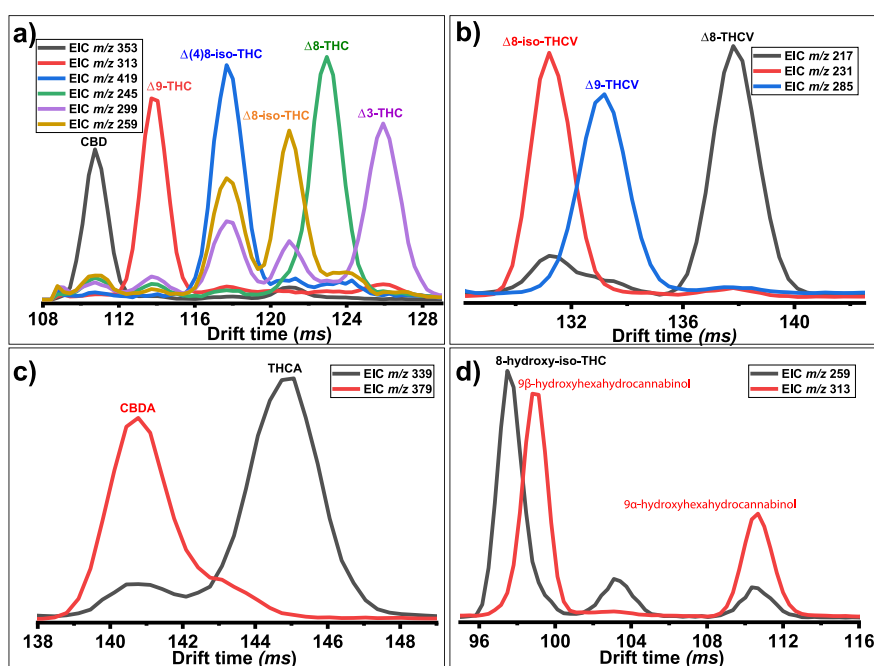 a)
EIC m/z 353
EIC m/z 313
EIC m/z 419
EIC m/z 245
EIC m/z 299
EIC m/z 259
CBD
Δ9-THC
Δ(4)8-iso-THC
Δ8-iso-THC
Δ8-THC
Δ3-THC
108 112 116 120 124 128
Drift time (ms)
b)
Δ8-iso-THCV
Δ9-THCV
Δ8-THCV
EIC m/z 217
EIC m/z 231
EIC m/z 285
132 136 140
Drift time (ms)
c)
CBDA
THCA
EIC m/z 339
EIC m/z 379
138 140 142 144 146 148
Drift time (ms)
d)
8-hydroxy-iso-THC
9β-hydroxyhexahydrocannabinol
9α-hydroxyhexahydrocannabinol
EIC m/z 259
EIC m/z 313
96 100 104 108 112 116
Drift time (ms)